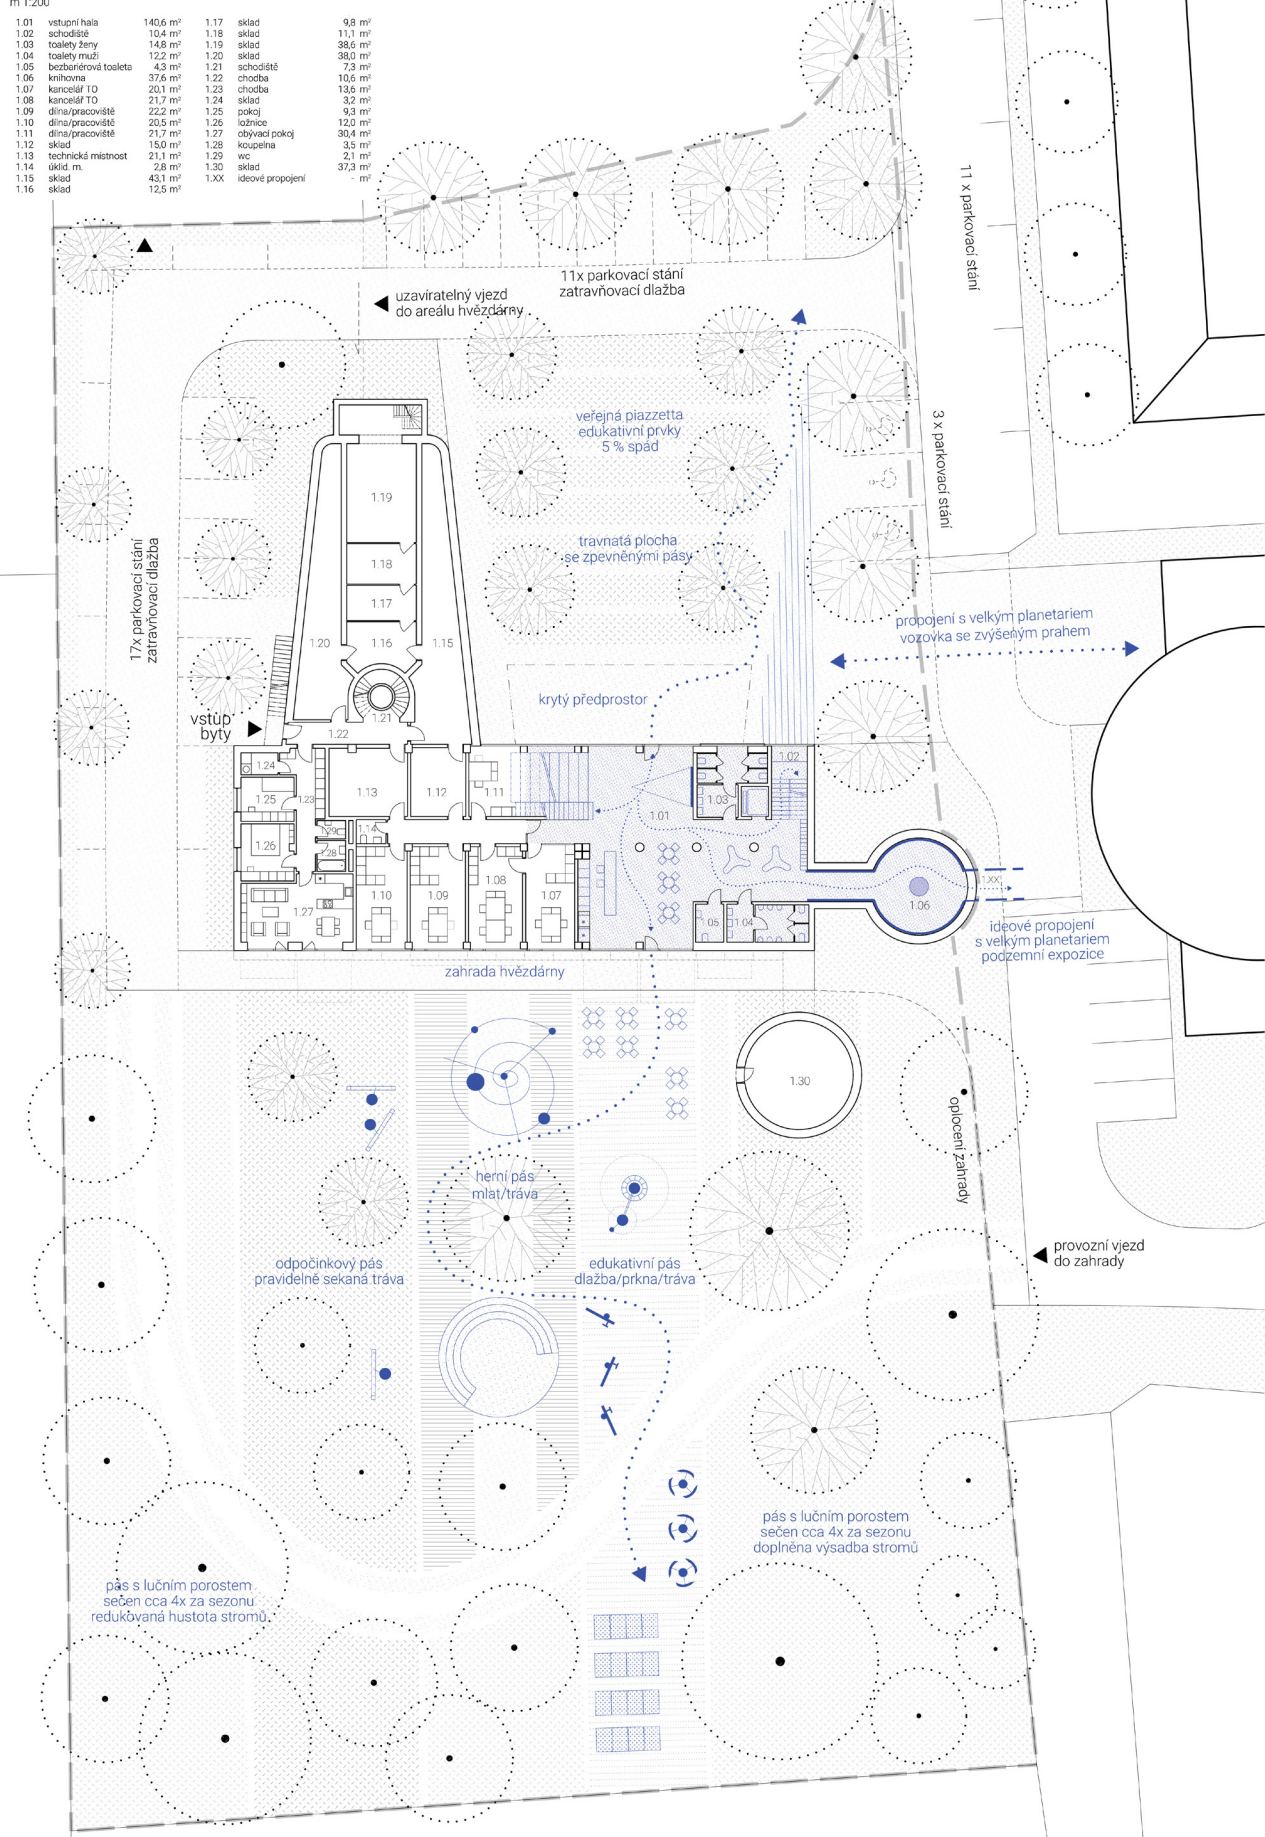 m 1:200
1.01 vstupní hala 140,6 m² 1.17 sklad 9,8 m²
1.02 schodiště 10,4 m² 1.18 sklad 11,1 m²
1.03 toalety ženy 14,8 m² 1.19 sklad 38,6 m²
1.04 toalety muži 12,2 m² 1.20 sklad 38,0 m²
1.05 bezbariérová toaleta 4,3 m² 1.21 schodiště 7,3 m²
1.06 knihovna 37,6 m² 1.22 chodba 10,6 m²
1.07 kancelář TO 20,1 m² 1.23 chodba 13,6 m²
1.08 kancelář TO 21,7 m² 1.24 sklad 3,2 m²
1.09 dílna/pracoviště 22,2 m² 1.25 pokoj 9,3 m²
1.10 dílna/pracoviště 20,5 m² 1.26 ložnice 12,0 m²
1.11 dílna/pracoviště 21,7 m² 1.27 obývací pokoj 30,4 m²
1.12 sklad 15,0 m² 1.28 koupelna 3,5 m²
1.13 technická místnost 21,1 m² 1.29 wc 2,1 m²
1.14 úklid. m. 2,8 m² 1.30 sklad 37,3 m²
1.15 sklad 43,1 m² 1.XX ideové propojení - m²
1.16 sklad 12,5 m²
11 x parkovací stání
11x parkovací stání
zatravňovací dlažba
uzavíratelný vjezd
do areálu hvězdárny
veřejná piazzetta
edukativní prvky
5 % spád
3 x parkovací stání
1.19
travnatá plocha
se zpevněnými pásy
17x parkovací stání
zatravňovací dlažba
1.18
1.17
1.20
1.16
1.15
propojení s velkým planetariem
vozovka se zvýšeným prahem
krytý předprostor
vstup
byty
1.21
1.22
1.24
1.02
1.25
1.23
1.13
1.12
1.11
1.03
1.01
1.29
1.14
1.26
1.28
1.10
1.09
1.08
1.07
1.XX
1.06
1.27
1.05
1.04
ideové propojení
s velkým planetariem
podzemní expozice
zahrada hvězdárny
1.30
oplocení zahrady
herní pás
mlat/tráva
odpočinkový pás
pravidelně sekaná tráva
edukativní pás
dlažba/prkna/tráva
provozní vjezd
do zahrady
pás s lučním porostem
sečen cca 4x za sezonu
doplněna výsadba stromů
pás s lučním porostem
sečen cca 4x za sezonu
redukovaná hustota stromů